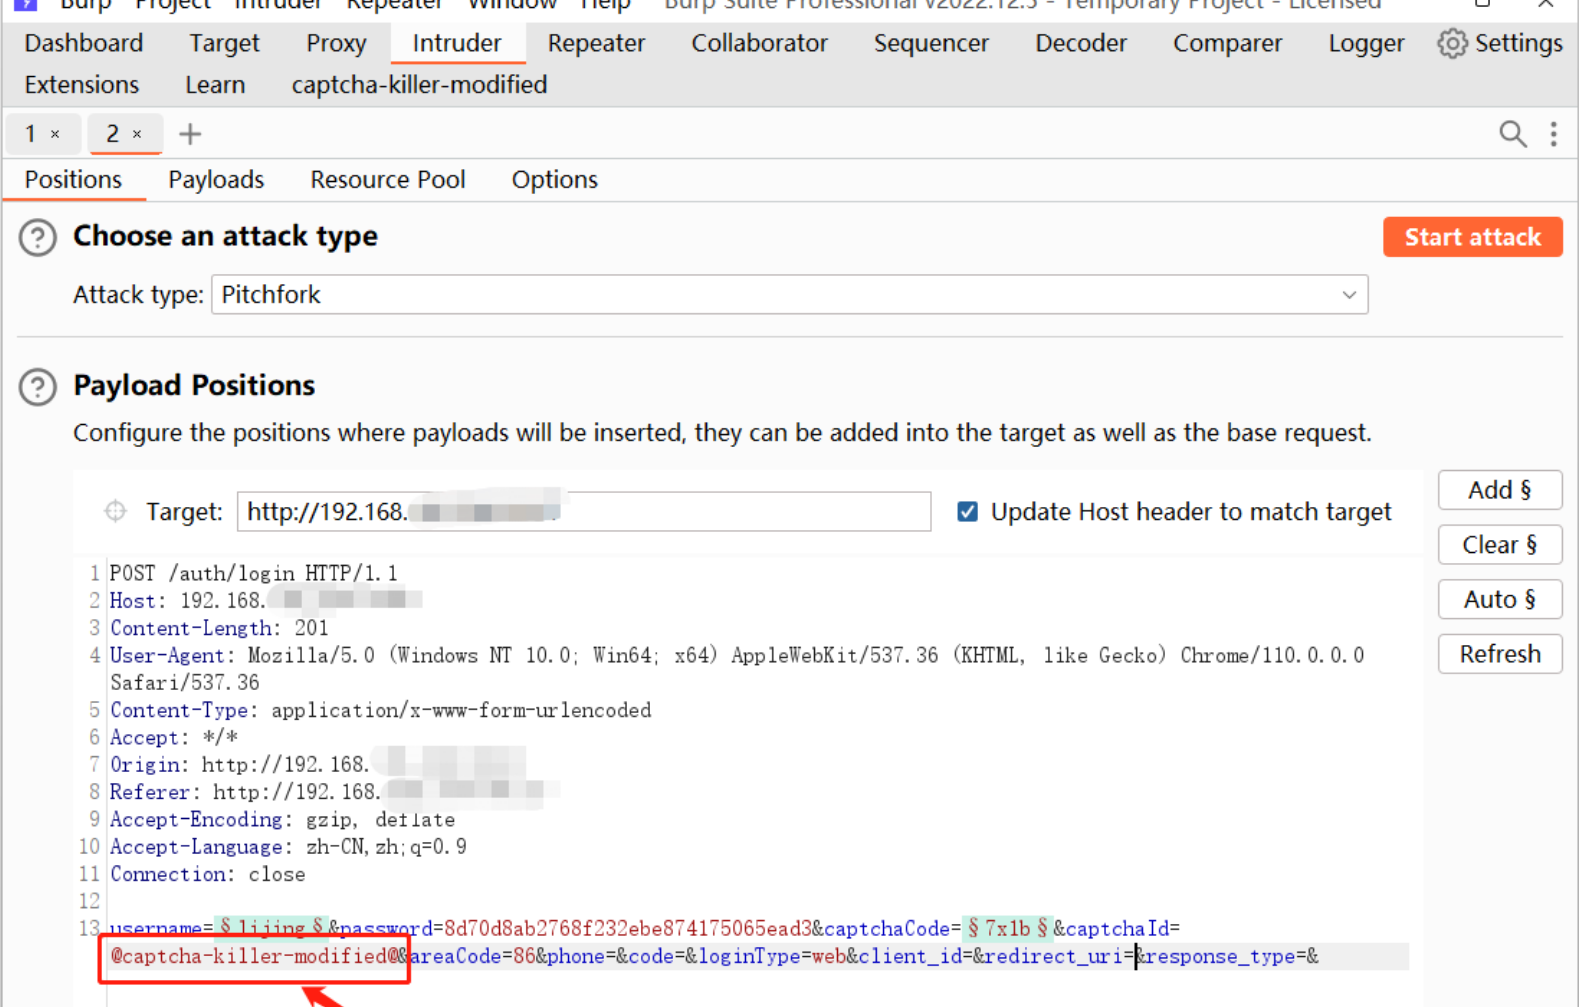 Burp Project Intruder Repeater Window Help Burp Suite Professional v2022.12.5 - Temporary Project - Licensed
Dashboard Target Proxy Intruder Repeater Collaborator Sequencer Decoder Comparer Logger Settings
Extensions Learn captcha-killer-modified
1 × 2 × +
Positions Payloads Resource Pool Options
? Choose an attack type Start attack
Attack type: Pitchfork
? Payload Positions
Configure the positions where payloads will be inserted, they can be added into the target as well as the base request.
Add §
Target: http://192.168. Update Host header to match target
Clear §
1 POST /auth/login HTTP/1.1
Auto §
2 Host: 192.168.
3 Content-Length: 201
4 User-Agent: Mozilla/5.0 (Windows NT 10.0; Win64; x64) AppleWebKit/537.36 (KHTML, like Gecko) Chrome/110.0.0.0
Refresh
Safari/537.36
5 Content-Type: application/x-www-form-urlencoded
6 Accept: */*
7 Origin: http://192.168.
8 Referer: http://192.168.
9 Accept-Encoding: gzip, deflate
10 Accept-Language: zh-CN,zh;q=0.9
11 Connection: close
12
13 username=§lijing§&password=8d70d8ab2768f232ebe874175065ead3&captchaCode=§7x1b§&captchaId=
@captcha-killer-modified@&areaCode=86&phone=&code=&loginType=web&client_id=&redirect_uri=&response_type=&